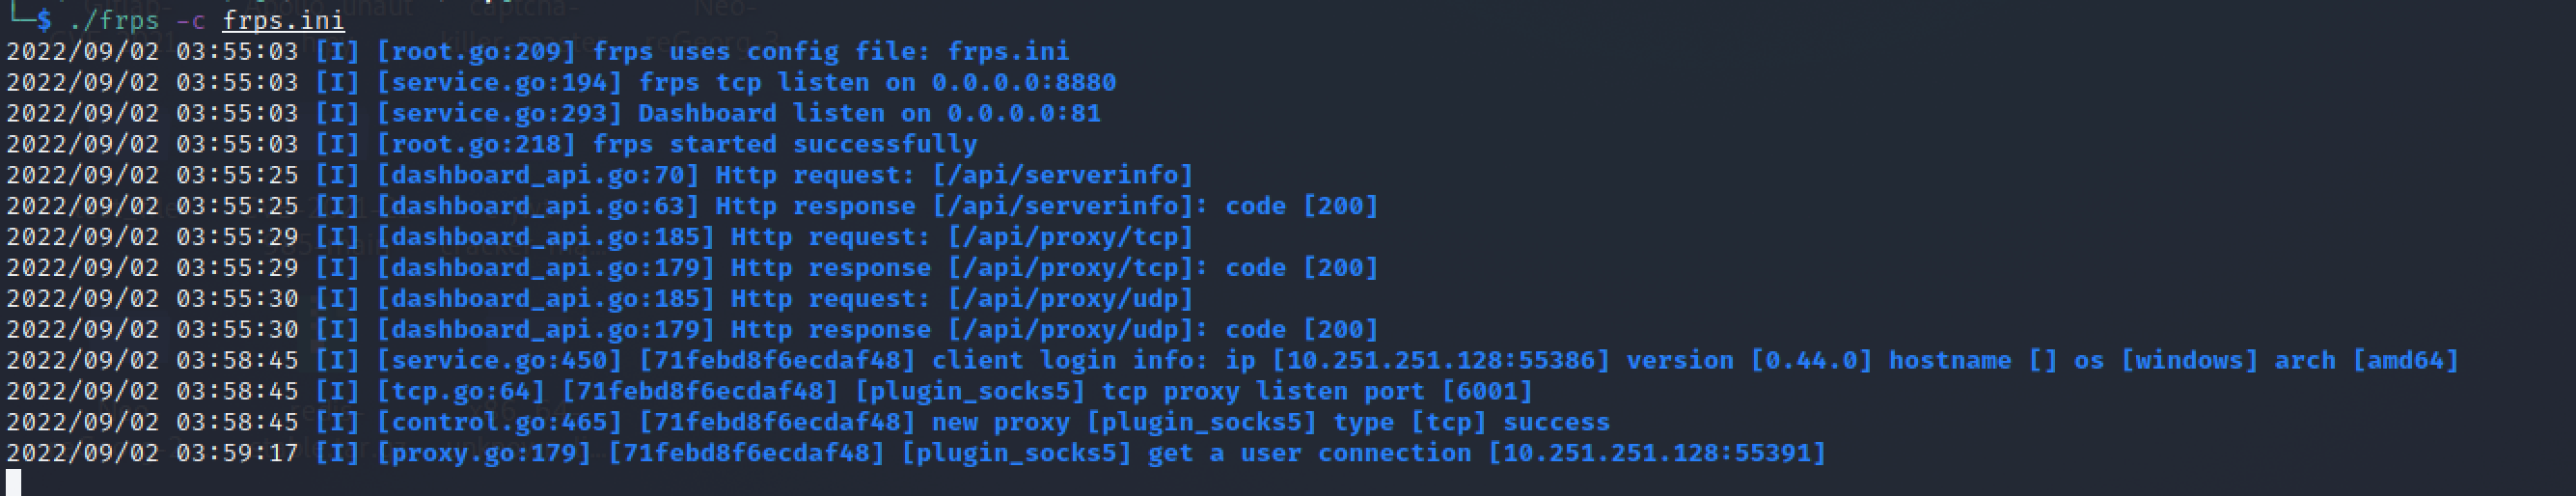 └─$ ./frps -c frps.ini
2022/09/02 03:55:03 [I] [root.go:209] frps uses config file: frps.ini
2022/09/02 03:55:03 [I] [service.go:194] frps tcp listen on 0.0.0.0:8880
2022/09/02 03:55:03 [I] [service.go:293] Dashboard listen on 0.0.0.0:81
2022/09/02 03:55:03 [I] [root.go:218] frps started successfully
2022/09/02 03:55:25 [I] [dashboard_api.go:70] Http request: [/api/serverinfo]
2022/09/02 03:55:25 [I] [dashboard_api.go:63] Http response [/api/serverinfo]: code [200]
2022/09/02 03:55:29 [I] [dashboard_api.go:185] Http request: [/api/proxy/tcp]
2022/09/02 03:55:29 [I] [dashboard_api.go:179] Http response [/api/proxy/tcp]: code [200]
2022/09/02 03:55:30 [I] [dashboard_api.go:185] Http request: [/api/proxy/udp]
2022/09/02 03:55:30 [I] [dashboard_api.go:179] Http response [/api/proxy/udp]: code [200]
2022/09/02 03:58:45 [I] [service.go:450] [71febd8f6ecdaf48] client login info: ip [10.251.251.128:55386] version [0.44.0] hostname [] os [windows] arch [amd64]
2022/09/02 03:58:45 [I] [tcp.go:64] [71febd8f6ecdaf48] [plugin_socks5] tcp proxy listen port [6001]
2022/09/02 03:58:45 [I] [control.go:465] [71febd8f6ecdaf48] new proxy [plugin_socks5] type [tcp] success
2022/09/02 03:59:17 [I] [proxy.go:179] [71febd8f6ecdaf48] [plugin_socks5] get a user connection [10.251.251.128:55391]